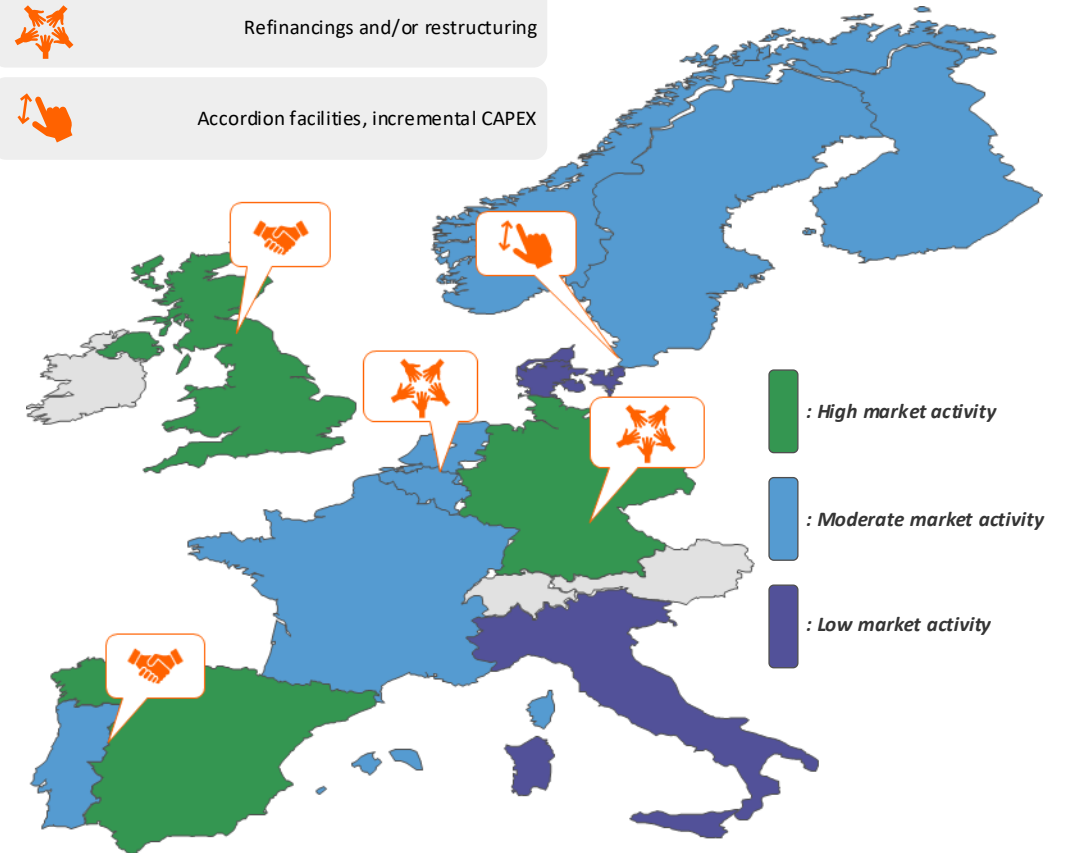 Refinancings and/or restructuring
Accordion facilities, incremental CAPEX
: High market activity
: Moderate market activity
: Low market activity